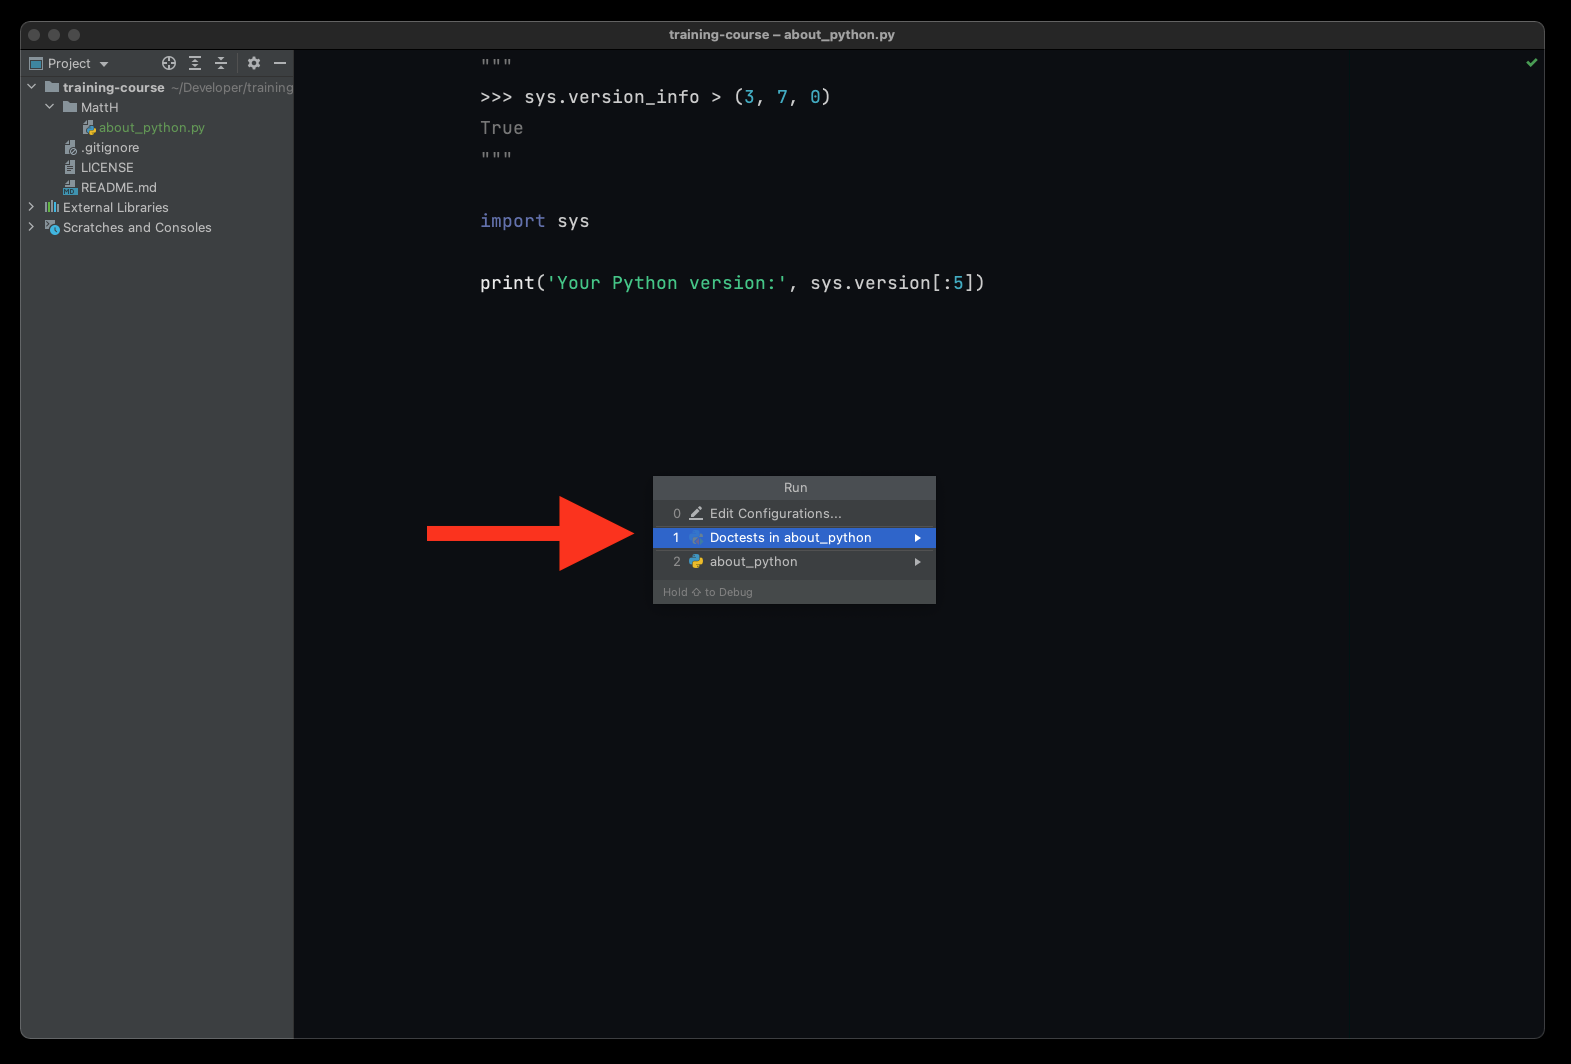 training-course – about_python.py
Project
training-course ~/Developer/training
MattH
about_python.py
.gitignore
LICENSE
README.md
External Libraries
Scratches and Consoles
"""
>>> sys.version_info > (3, 7, 0)
True
"""
import sys
print('Your Python version:', sys.version[:5])
Run
0 Edit Configurations...
1 Doctests in about_python
2 about_python
Hold ⇧ to Debug